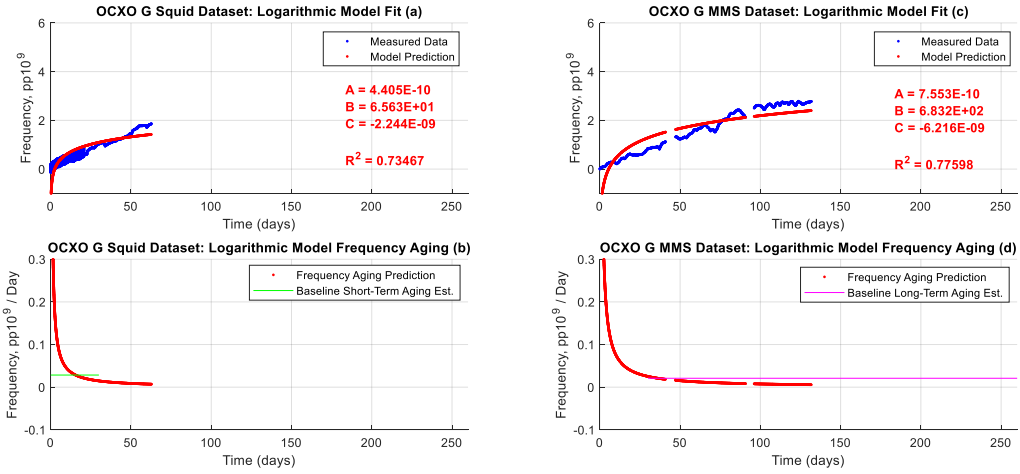 OCXO G Squid Dataset: Logarithmic Model Fit (a)
6
4
2
0
Frequency, pp10⁹
Measured Data
Model Prediction
A = 4.405E-10
B = 6.563E+01
C = -2.244E-09
R² = 0.73467
0 50 100 150 200 250
Time (days)
OCXO G MMS Dataset: Logarithmic Model Fit (c)
6
4
2
0
Frequency, pp10⁹
Measured Data
Model Prediction
A = 7.553E-10
B = 6.832E+02
C = -6.216E-09
R² = 0.77598
0 50 100 150 200 250
Time (days)
OCXO G Squid Dataset: Logarithmic Model Frequency Aging (b)
0.3
0.2
0.1
0
-0.1
Frequency, pp10⁹ / Day
Frequency Aging Prediction
Baseline Short-Term Aging Est.
0 50 100 150 200 250
Time (days)
OCXO G MMS Dataset: Logarithmic Model Frequency Aging (d)
0.3
0.2
0.1
0
-0.1
Frequency, pp10⁹ / Day
Frequency Aging Prediction
Baseline Long-Term Aging Est.
0 50 100 150 200 250
Time (days)